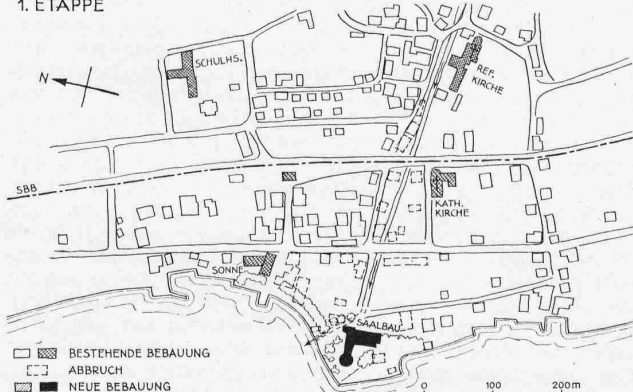 1. ETAPPE
SCHULHS.
N
REF.
KIRCHE
SBB
KATH.
KIRCHE
SONNE
SAALBAU
BESTEHENDE BEBAUUNG
ABBRUCH
NEUE BEBAUUNG
0 100 200m